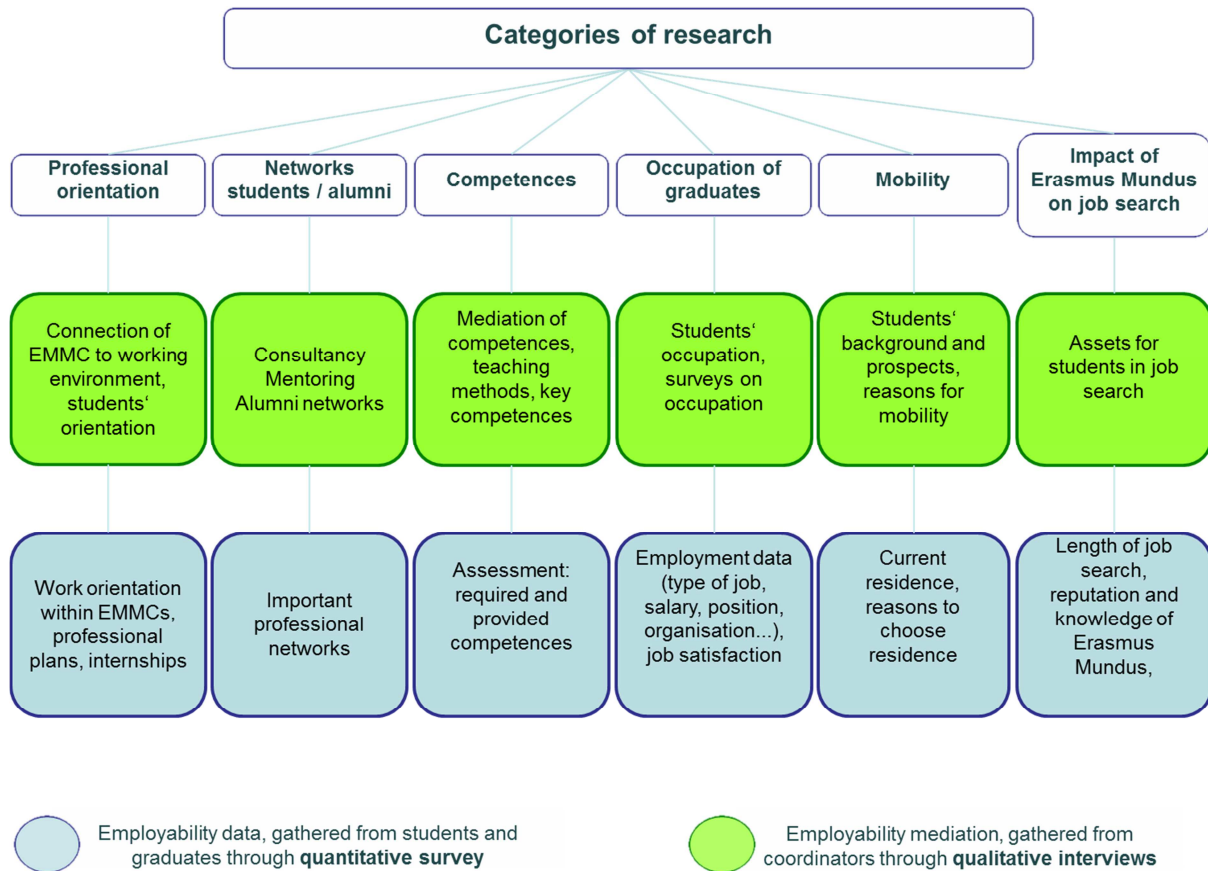 Categories of research
Professional
orientation
Networks
students / alumni
Competences
Occupation of
graduates
Mobility
Impact of
Erasmus Mundus
on job search
Connection of
EMMC to working
environment,
students‘
orientation
Consultancy
Mentoring
Alumni networks
Mediation of
competences,
teaching
methods, key
competences
Students‘
occupation,
surveys on
occupation
Students‘
background and
prospects,
reasons for
mobility
Assets for
students in job
search
Work orientation
within EMMCs,
professional
plans, internships
Important
professional
networks
Assessment:
required and
provided
competences
Employment data
(type of job,
salary, position,
organisation...),
job satisfaction
Current
residence,
reasons to
choose
residence
Length of job
search,
reputation and
knowledge of
Erasmus
Mundus,
Employability data, gathered from students and
graduates through quantitative survey
Employability mediation, gathered from
coordinators through qualitative interviews